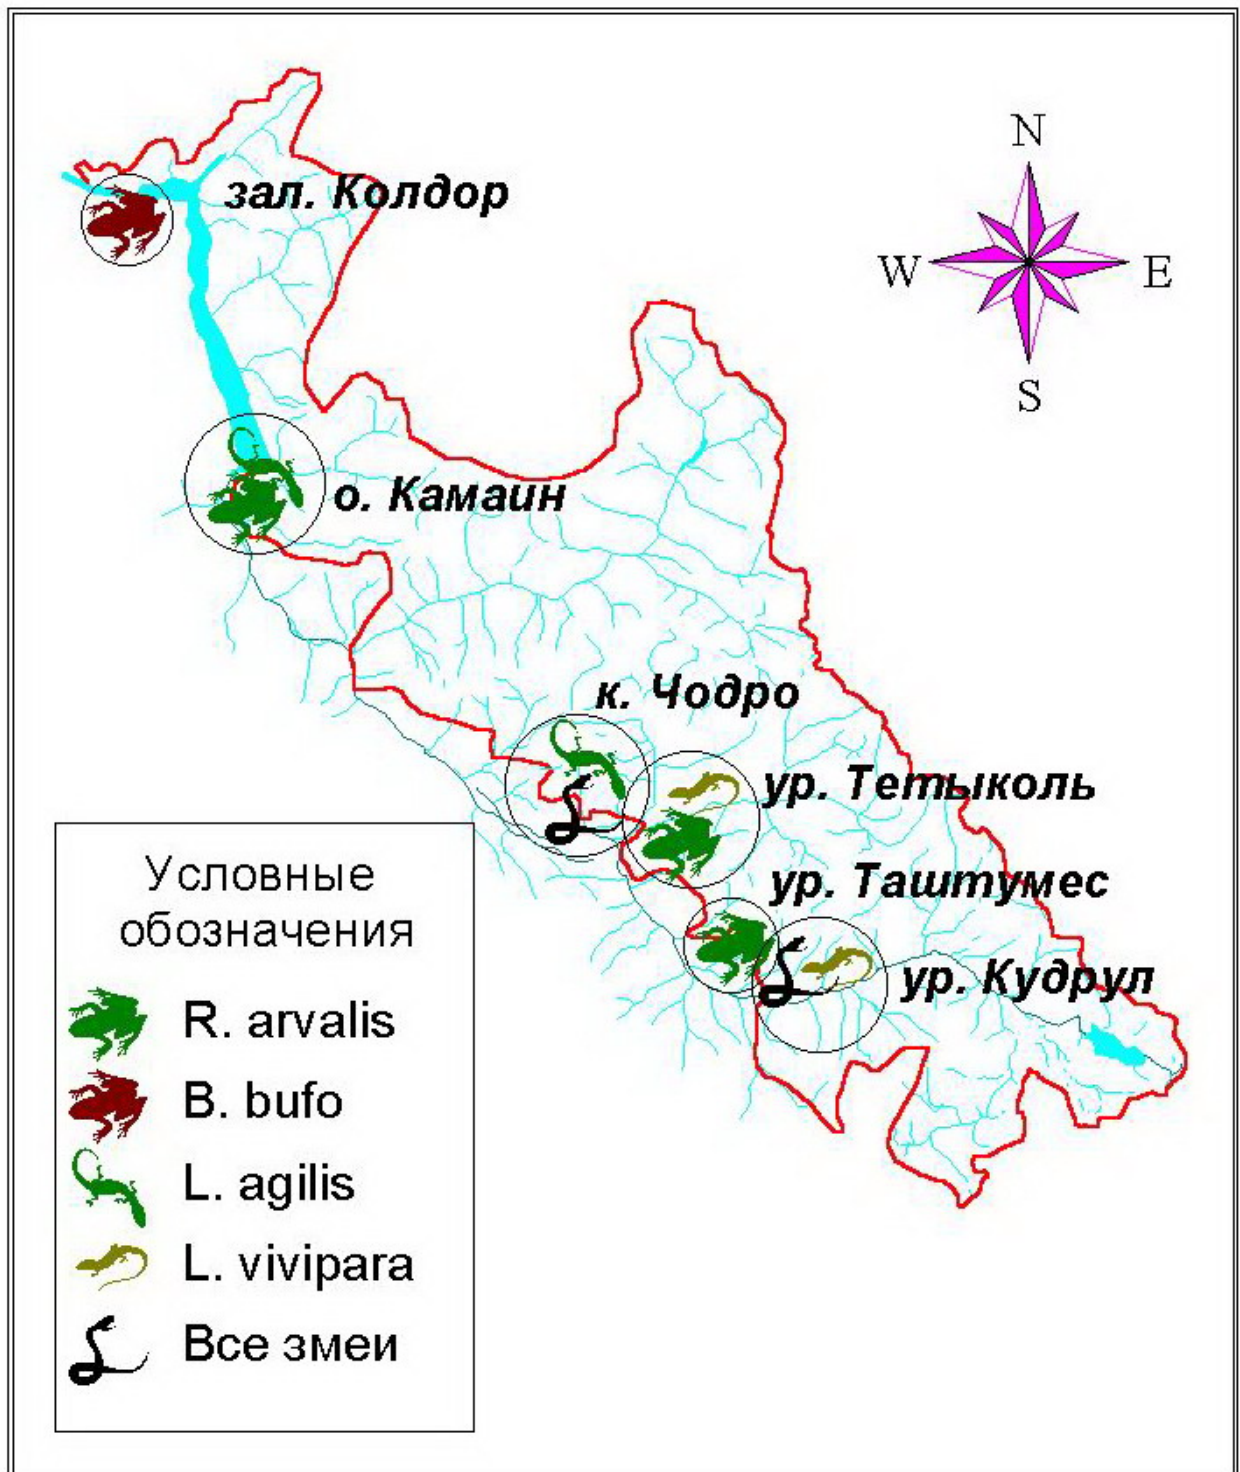 N
зал. Колдор
W
E
S
о. Камаин
к. Чодро
ур. Тетыколь
ур. Таштумес
ур. Кудрул
Условные
обозначения
R. arvalis
B. bufo
L. agilis
L. vivipara
Все змеи